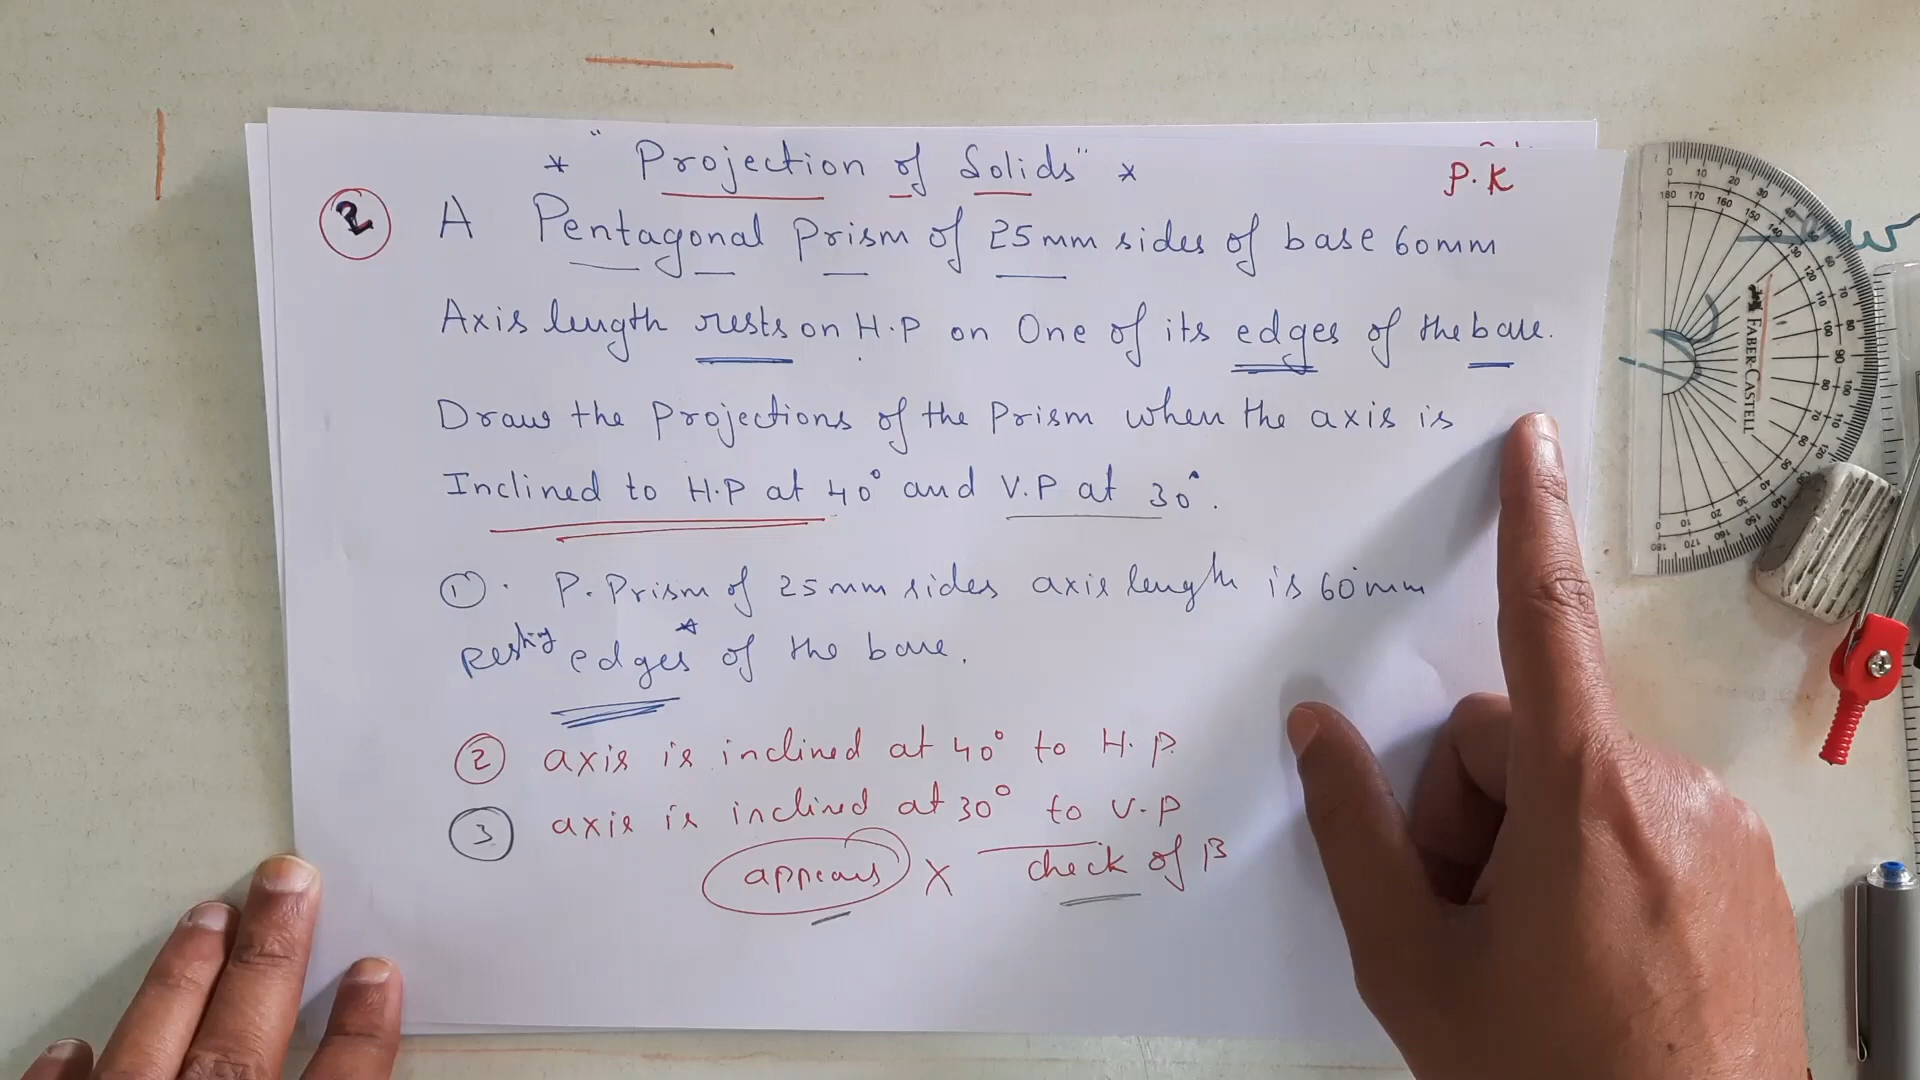 * "Projection of Solids" *
P.K
2 A Pentagonal Prism of 25mm sides of base 60mm
Axis length rests on H.P on One of its edges of the base.
Draw the Projections of the Prism when the axis is
Inclined to H.P at 40° and V.P at 30°.
1 . P. Prism of 25mm sides axis length is 60mm
Resting edges* of the base.
2 axis is inclined at 40° to H.P
3 axis is inclined at 30° to V.P
appears X check of β
FABER-CASTELL